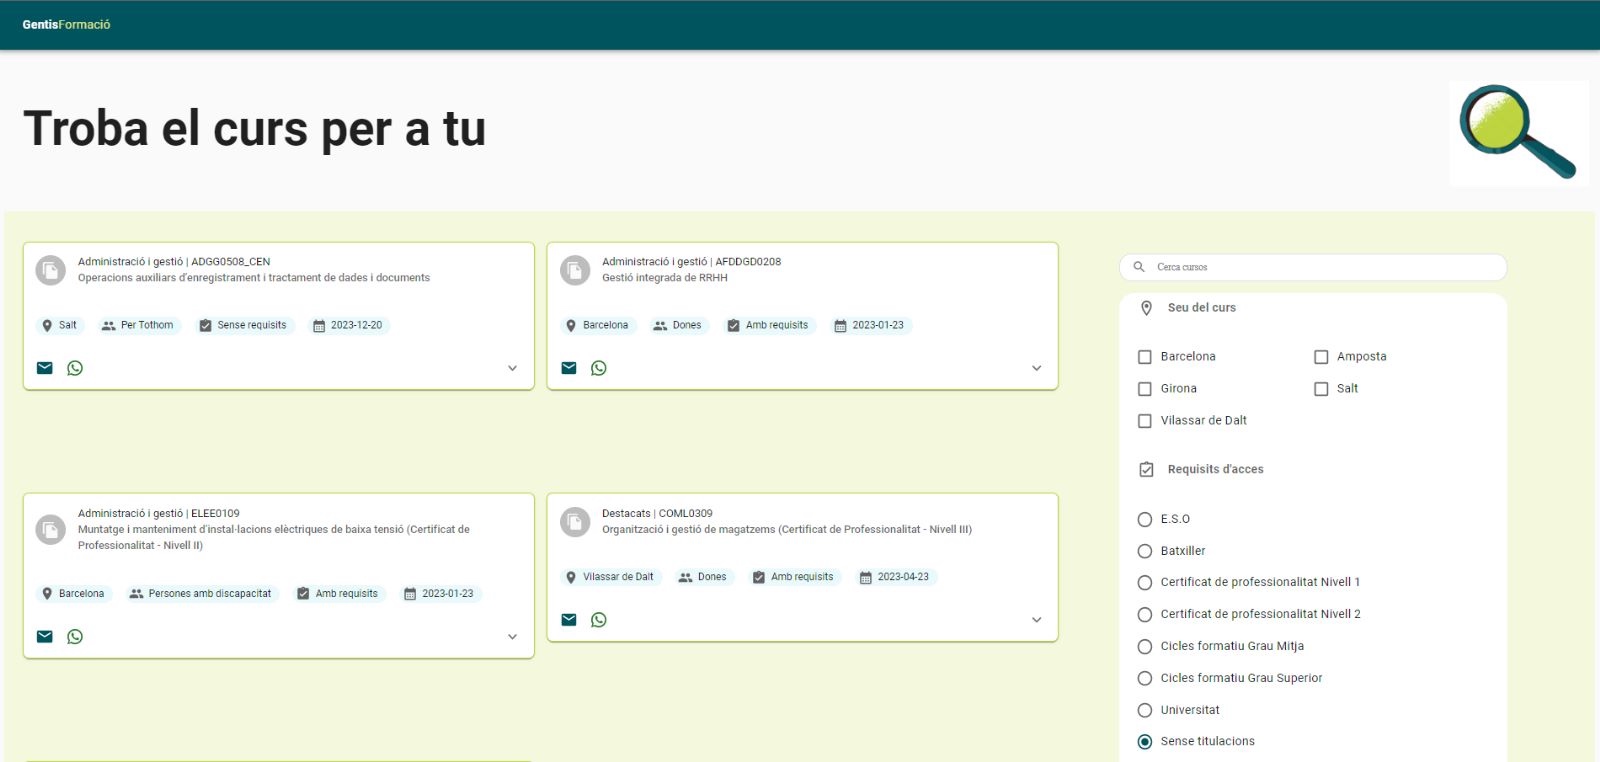 GentisFormació
Troba el curs per a tu
Administració i gestió | ADGG0508_CEN
Operacions auxiliars d'enregistrament i tractament de dades i documents
Salt
Per Tothom
Sense requisits
2023-12-20
Administració i gestió | AFDDGD0208
Gestió integrada de RRHH
Barcelona
Dones
Amb requisits
2023-01-23
Administració i gestió | ELEE0109
Muntatge i manteniment d'instal·lacions elèctriques de baixa tensió (Certificat de
Professionalitat - Nivell II)
Barcelona
Persones amb discapacitat
Amb requisits
2023-01-23
Destacats | COML0309
Organització i gestió de magatzems (Certificat de Professionalitat - Nivell III)
Vilassar de Dalt
Dones
Amb requisits
2023-04-23
Cerca cursos
Seu del curs
Barcelona
Amposta
Girona
Salt
Vilassar de Dalt
Requisits d'acces
E.S.O
Batxiller
Certificat de professionalitat Nivell 1
Certificat de professionalitat Nivell 2
Cicles formatiu Grau Mitja
Cicles formatiu Grau Superior
Universitat
Sense titulacions